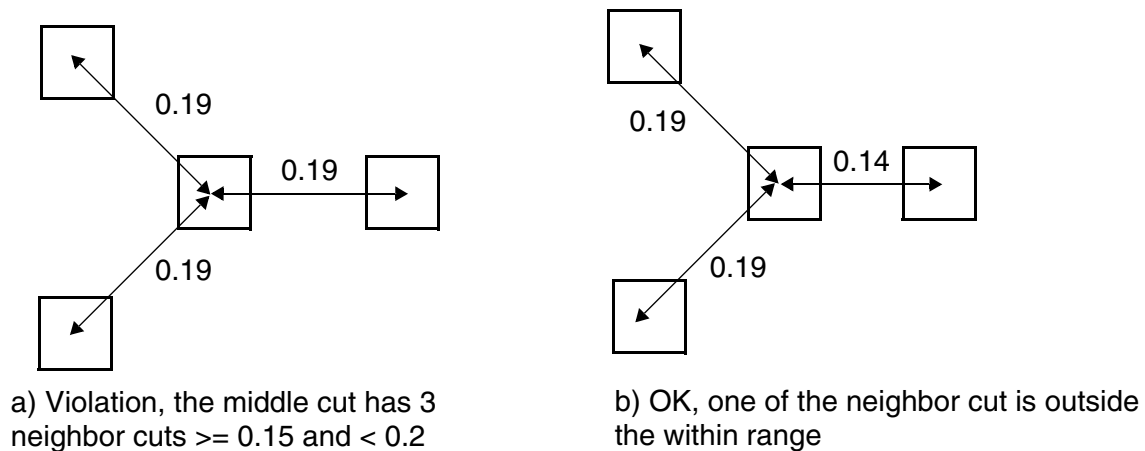 0.19
0.19
0.19
a) Violation, the middle cut has 3
neighbor cuts >= 0.15 and < 0.2
0.19
0.14
0.19
b) OK, one of the neighbor cut is outside
the within range